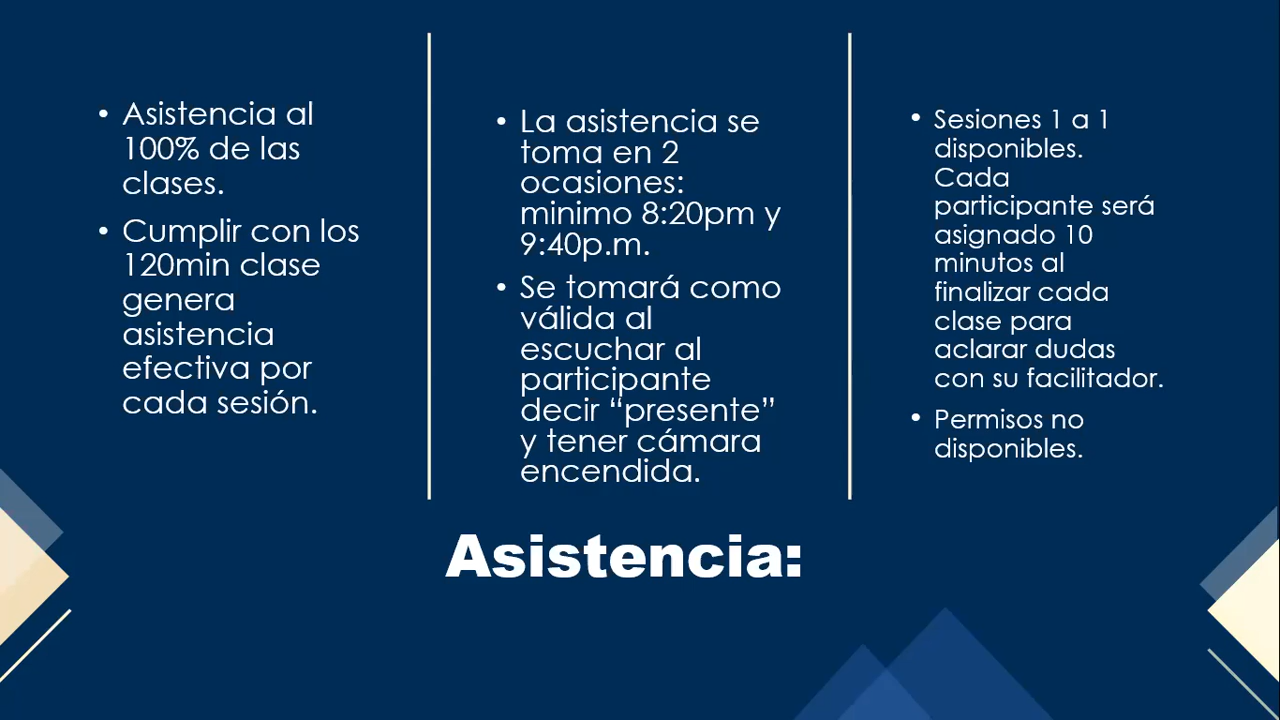 • Asistencia al
100% de las
clases.
• Cumplir con los
120min clase
genera
asistencia
efectiva por
cada sesión.
• La asistencia se
toma en 2
ocasiones:
minimo 8:20pm y
9:40p.m.
• Se tomará como
válida al
escuchar al
participante
decir “presente”
y tener cámara
encendida.
• Sesiones 1 a 1
disponibles.
Cada
participante será
asignado 10
minutos al
finalizar cada
clase para
aclarar dudas
con su facilitador.
• Permisos no
disponibles.
Asistencia: